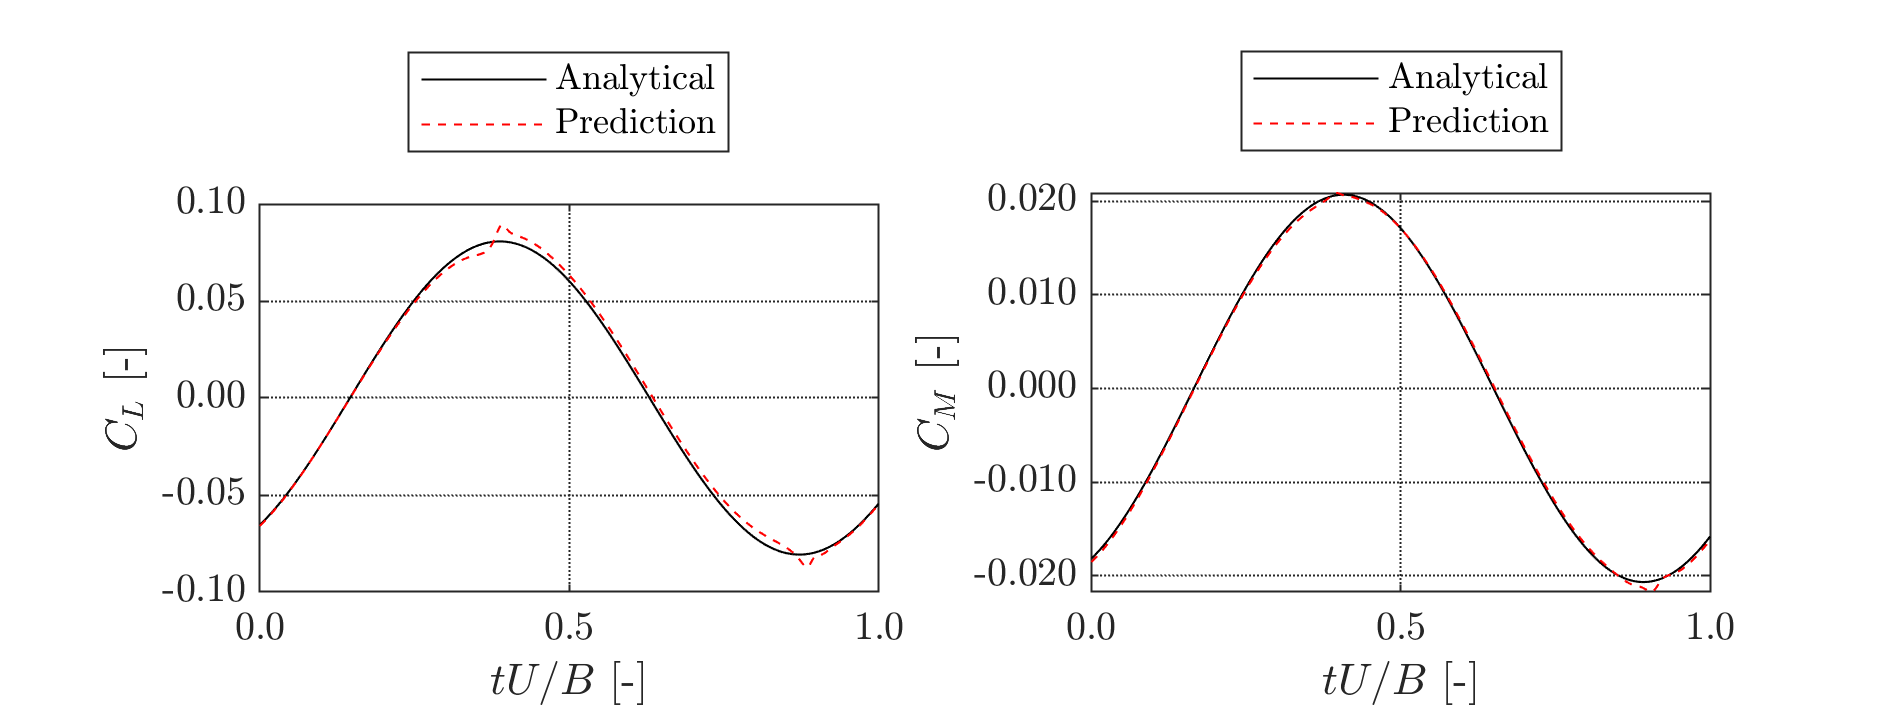 Analytical
Prediction
0.10
0.05
0.00
-0.05
-0.10
C_L [-]
0.0 0.5 1.0
tU/B [-]
Analytical
Prediction
0.020
0.010
0.000
-0.010
-0.020
C_M [-]
0.0 0.5 1.0
tU/B [-]